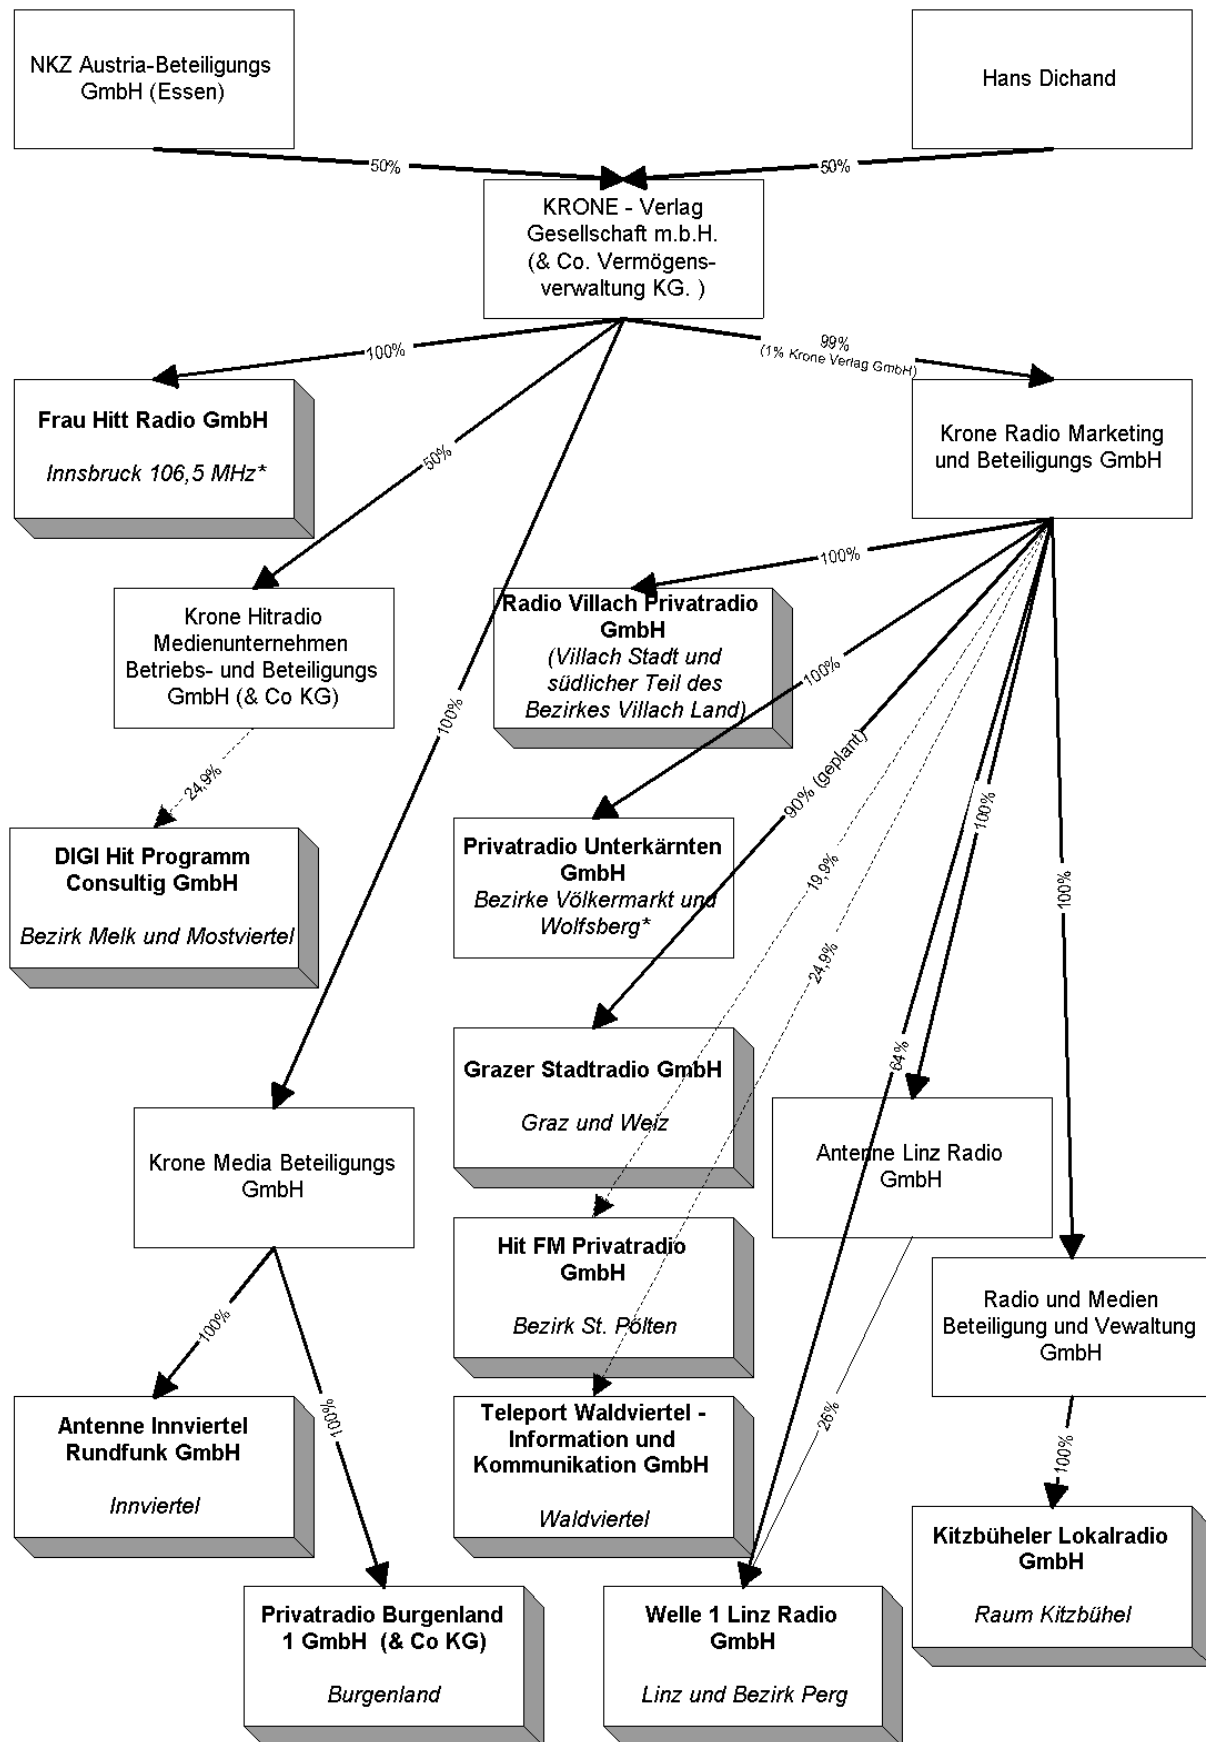 NKZ Austria-Beteiligungs
GmbH (Essen)
Hans Dichand
50%
50%
KRONE - Verlag
Gesellschaft m.b.H.
(& Co. Vermögens-
verwaltung KG. )
100%
99%
(1% Krone Verlag GmbH)
Frau Hitt Radio GmbH
Innsbruck 106,5 MHz*
50%
Krone Radio Marketing
und Beteiligungs GmbH
100%
Krone Hitradio
Medienunternehmen
Betriebs- und Beteiligungs
GmbH (& Co KG)
Radio Villach Privatradio
GmbH
(Villach Stadt und
südlicher Teil des
Bezirkes Villach Land)
100%
100%
24,9%
90% (geplant)
100%
DIGI Hit Programm
Consultig GmbH
Bezirk Melk und Mostviertel
Privatradio Unterkärnten
GmbH
Bezirke Völkermarkt und
Wolfsberg*
19,9%
24,9%
100%
Grazer Stadtradio GmbH
Graz und Weiz
64%
Krone Media Beteiligungs
GmbH
Antenne Linz Radio
GmbH
Hit FM Privatradio
GmbH
Bezirk St. Pölten
Radio und Medien
Beteiligung und Vewaltung
GmbH
100%
100%
26%
100%
Antenne Innviertel
Rundfunk GmbH
Innviertel
Teleport Waldviertel -
Information und
Kommunikation GmbH
Waldviertel
Kitzbüheler Lokalradio
GmbH
Raum Kitzbühel
Privatradio Burgenland
1 GmbH (& Co KG)
Burgenland
Welle 1 Linz Radio
GmbH
Linz und Bezirk Perg